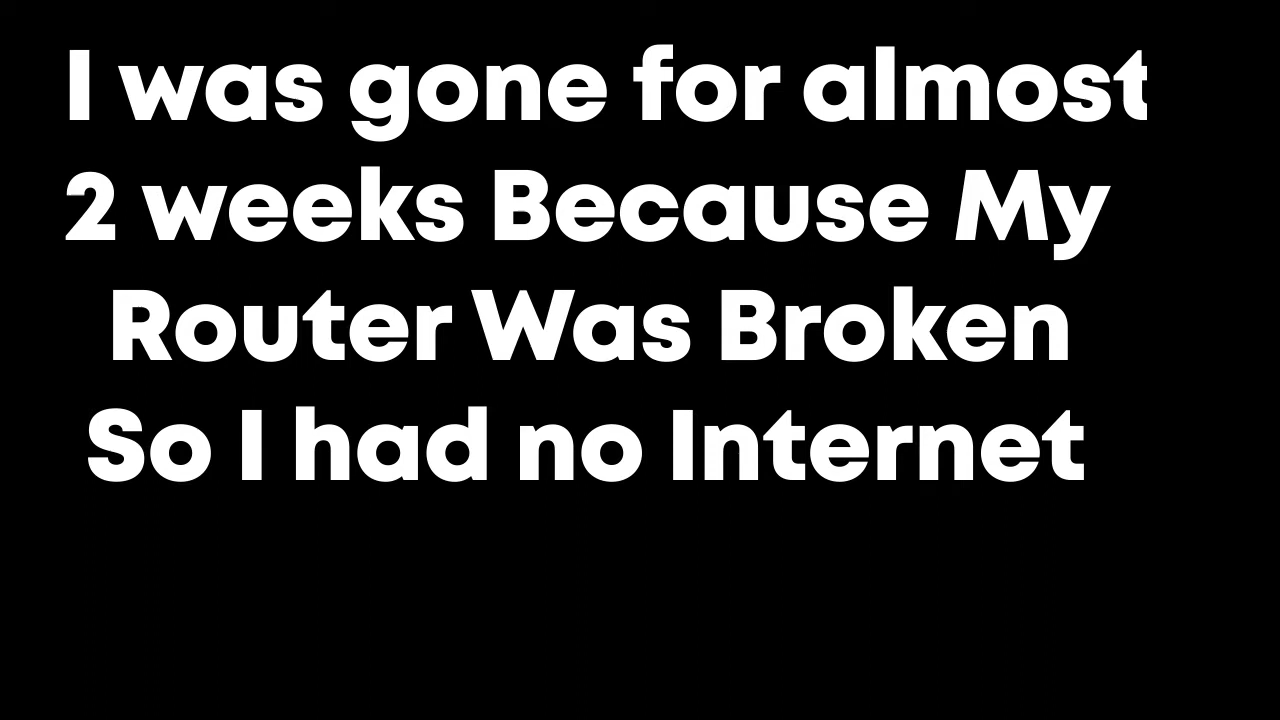 I was gone for almost
2 weeks Because My
Router Was Broken
So I had no Internet